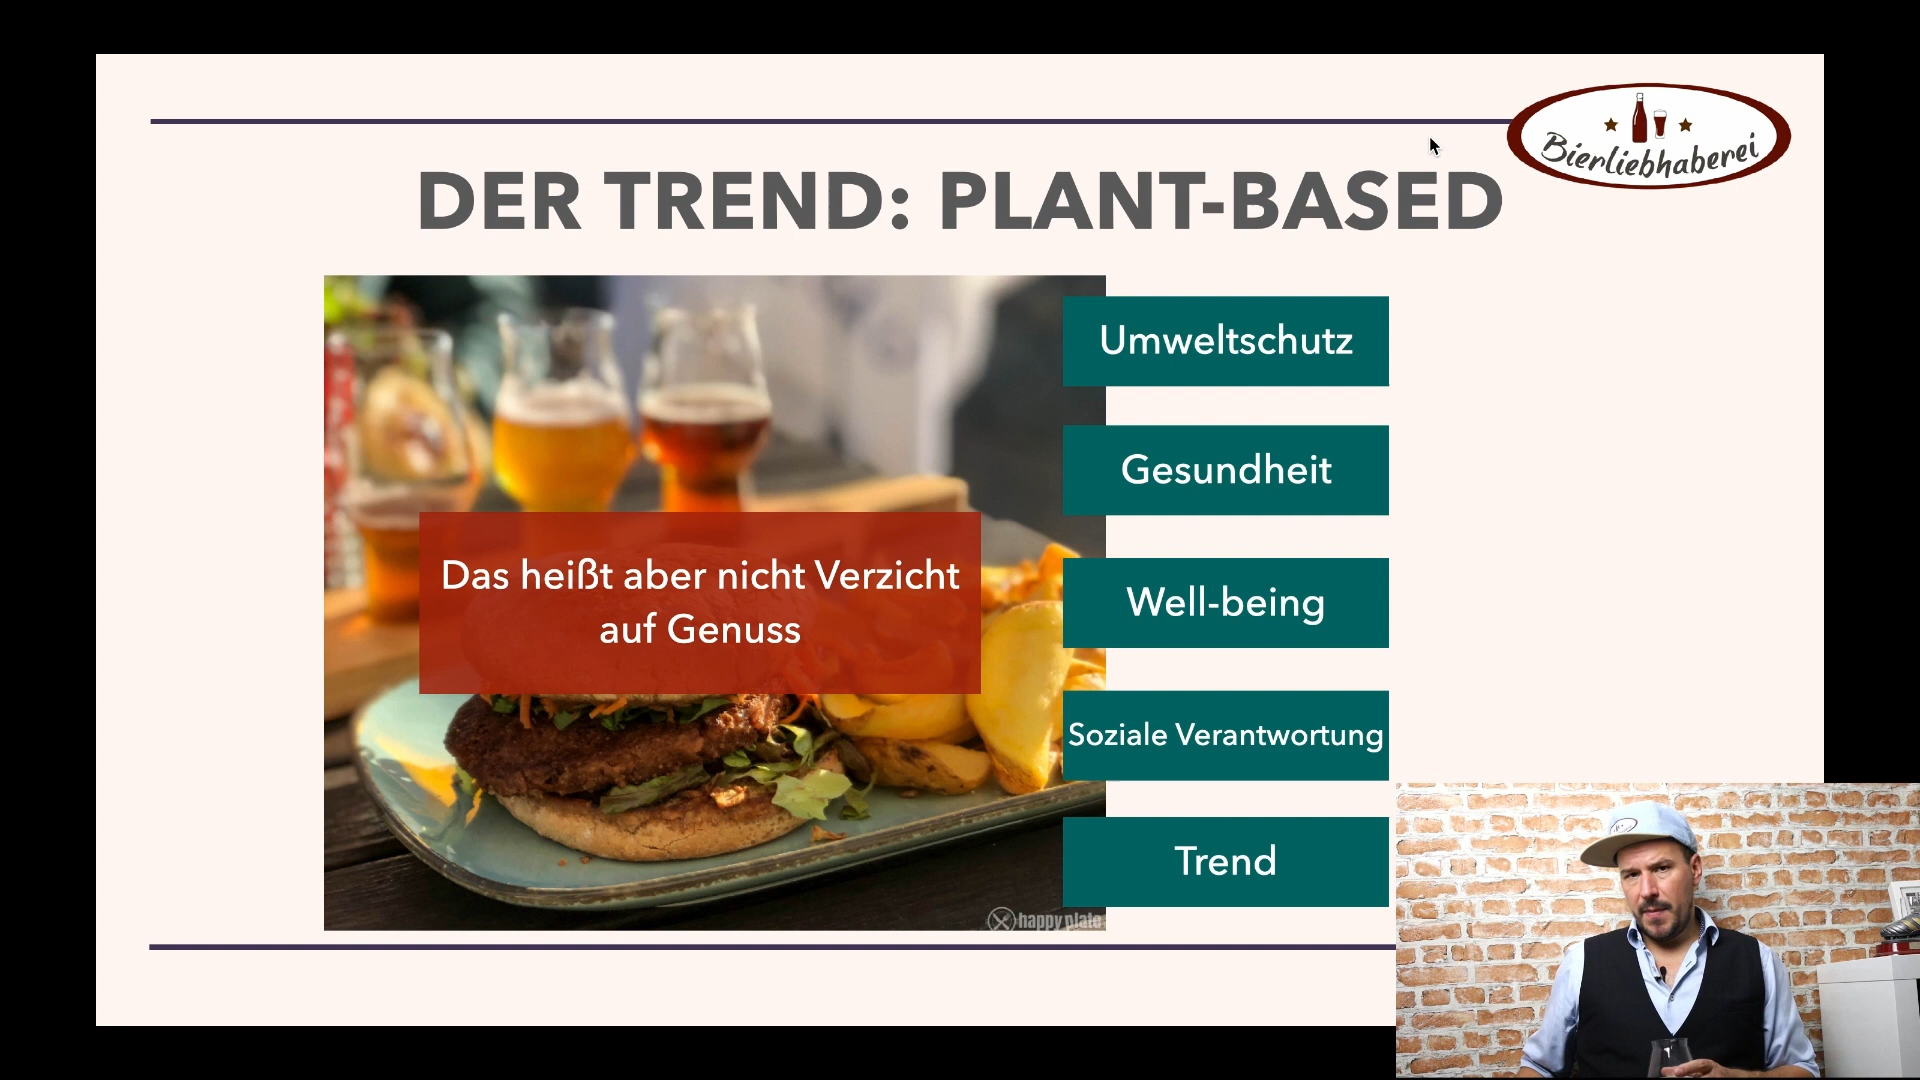 Bierliebhaberei
DER TREND: PLANT-BASED
Umweltschutz
Gesundheit
Das heißt aber nicht Verzicht
auf Genuss
Well-being
Soziale Verantwortung
Trend
happy plate